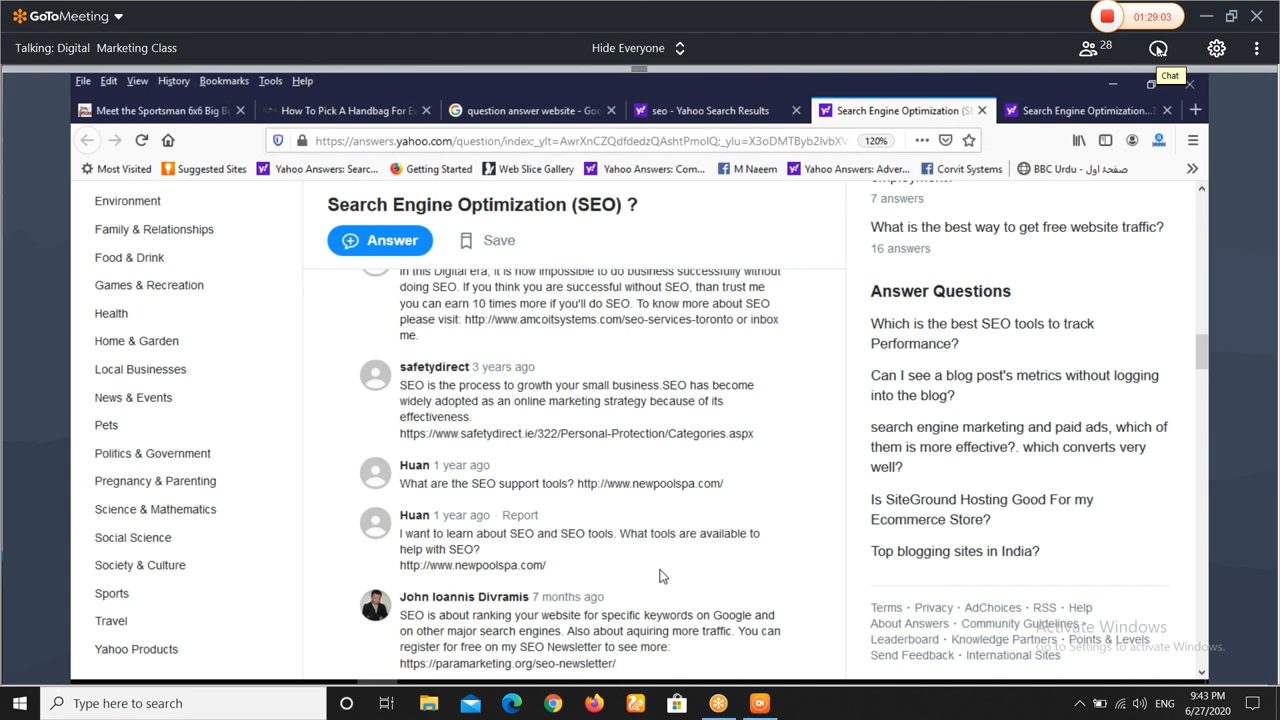 GoToMeeting
01:29:03
Talking: Digital Marketing Class
Hide Everyone
28
Chat
File Edit View History Bookmarks Tools Help
Meet the Sportsman 6x6 Big B
How To Pick A Handbag For Ev
question answer website - Goo
seo - Yahoo Search Results
Search Engine Optimization (SE
Search Engine Optimization...?
https://answers.yahoo.com/question/index;_ylt=AwrXnCZQdfdedzQAshtPmolQ;_ylu=X3oDMTByb2lvbXV
120%
Most Visited
Suggested Sites
Yahoo Answers: Searc...
Getting Started
Web Slice Gallery
Yahoo Answers: Com...
M Naeem
Yahoo Answers: Adver...
Corvit Systems
BBC Urdu - صفحۂ اول
Environment
Family & Relationships
Food & Drink
Games & Recreation
Health
Home & Garden
Local Businesses
News & Events
Pets
Politics & Government
Pregnancy & Parenting
Science & Mathematics
Social Science
Society & Culture
Sports
Travel
Yahoo Products
Search Engine Optimization (SEO) ?
Answer
Save
In this Digital era, it is now impossible to do business successfully without
doing SEO. If you think you are successful without SEO, than trust me
you can earn 10 times more if you'll do SEO. To know more about SEO
please visit: http://www.amcoitsystems.com/seo-services-toronto or inbox
me.
safetydirect 3 years ago
SEO is the process to growth your small business.SEO has become
widely adopted as an online marketing strategy because of its
effectiveness.
https://www.safetydirect.ie/322/Personal-Protection/Categories.aspx
Huan 1 year ago
What are the SEO support tools? http://www.newpoolspa.com/
Huan 1 year ago · Report
I want to learn about SEO and SEO tools. What tools are available to
help with SEO?
http://www.newpoolspa.com/
John Ioannis Divramis 7 months ago
SEO is about ranking your website for specific keywords on Google and
on other major search engines. Also about aquiring more traffic. You can
register for free on my SEO Newsletter to see more:
https://paramarketing.org/seo-newsletter/
7 answers
What is the best way to get free website traffic?
16 answers
Answer Questions
Which is the best SEO tools to track
Performance?
Can I see a blog post's metrics without logging
into the blog?
search engine marketing and paid ads, which of
them is more effective?. which converts very
well?
Is SiteGround Hosting Good For my
Ecommerce Store?
Top blogging sites in India?
Terms · Privacy · AdChoices · RSS · Help
About Answers · Community Guidelines ·
Leaderboard · Knowledge Partners · Points & Levels
Send Feedback · International Sites
Activate Windows
Go to Settings to activate Windows.
Type here to search
ENG
9:43 PM
6/27/2020